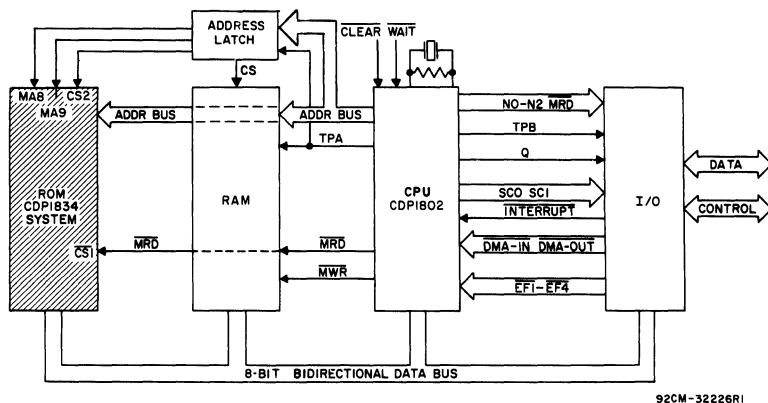 ADDRESS
LATCH
CLEAR WAIT
CS
MA8 CS2
MA9
ADDR BUS
ADDR BUS
NO-N2 MRD
TPA
TPB
Q
ROM
CDP1834
SYSTEM
RAM
CPU
CDP1802
I/O
DATA
SCO SCI
CONTROL
INTERRUPT
CS1
MRD
MRD
DMA-IN DMA-OUT
MWR
EF1-EF4
8-BIT BIDIRECTIONAL DATA BUS
92CM-32226R1